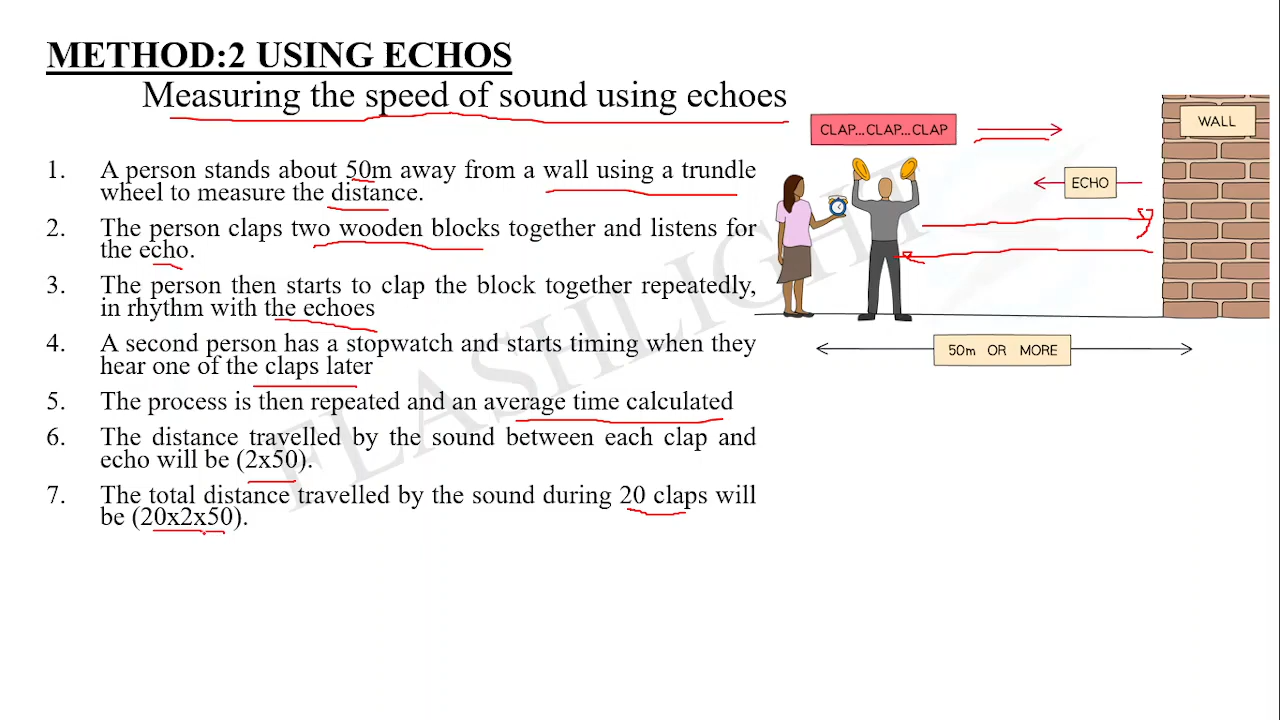 METHOD:2 USING ECHOS
Measuring the speed of sound using echoes
1. A person stands about 50m away from a wall using a trundle
wheel to measure the distance.
2. The person claps two wooden blocks together and listens for
the echo.
3. The person then starts to clap the block together repeatedly,
in rhythm with the echoes
4. A second person has a stopwatch and starts timing when they
hear one of the claps later
5. The process is then repeated and an average time calculated
6. The distance travelled by the sound between each clap and
echo will be (2x50).
7. The total distance travelled by the sound during 20 claps will
be (20x2x50).
CLAP...CLAP...CLAP
WALL
ECHO
50m OR MORE
FLASHLIGHT